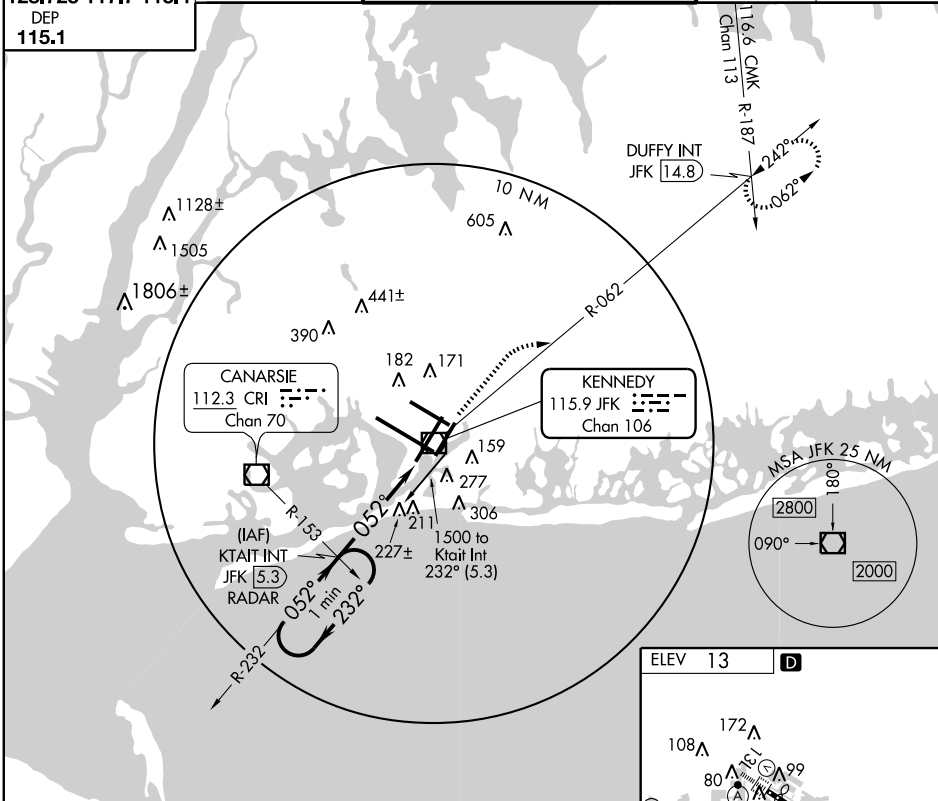 DEP
115.1
116.6 CMK
Chan 113
R-187
DUFFY INT
JFK 14.8
242°
062°
10 NM
1128±
1505
1806±
605
441±
390
R-062
182
171
CANARSIE
112.3 CRI
Chan 70
KENNEDY
115.9 JFK
Chan 106
159
277
306
211
227±
052°
R-153
(IAF)
KTAIT INT
JFK 5.3
RADAR
1500 to
Ktait Int
232° (5.3)
052°
1 min
232°
R-232
MSA JFK 25 NM
180°
2800
090°
2000
ELEV 13
D
172
108
13L
V
99
80
A